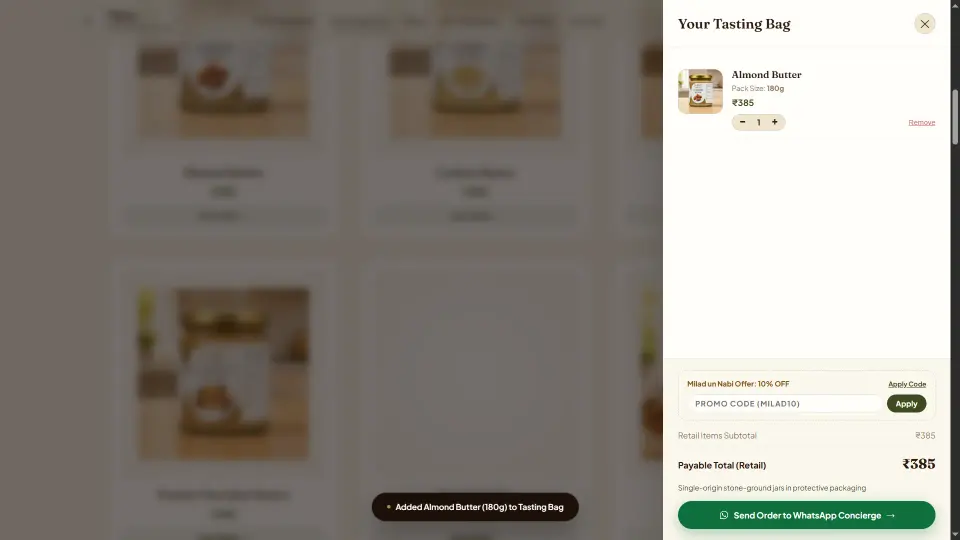 Your Tasting Bag
Almond Butter
Pack Size: 180g
₹385
− 1 +
Remove
Milad un Nabi Offer: 10% OFF
Apply Code
PROMO CODE (MILAD10)
Apply
Retail Items Subtotal
₹385
Payable Total (Retail)
₹385
Single-origin stone-ground jars in protective packaging
Send Order to WhatsApp Concierge →
Added Almond Butter (180g) to Tasting Bag